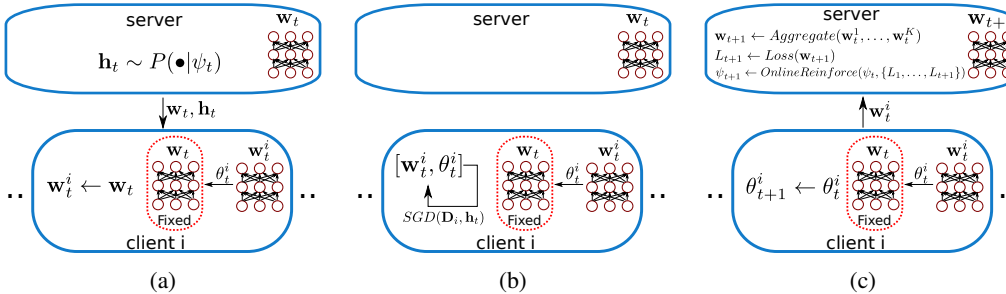 server
w_t
h_t ∼ P(•|ψ_t)
w_t, h_t
w_t^i ← w_t
w_t
θ_t^i
w_t^i
Fixed
client i
..
..
(a)
server
w_t
[w_t^i, θ_t^i]
SGD(D_i, h_t)
w_t
θ_t^i
w_t^i
Fixed
client i
..
..
(b)
server
w_{t+
w_{t+1} ← Aggregate(w_t^1, ..., w_t^K)
L_{t+1} ← Loss(w_{t+1})
ψ_{t+1} ← OnlineReinforce(ψ_t, {L_1, ..., L_{t+1}})
w_t^i
θ_{t+1}^i ← θ_t^i
w_t
θ_t^i
w_t^i
Fixed
client i
..
..
(c)